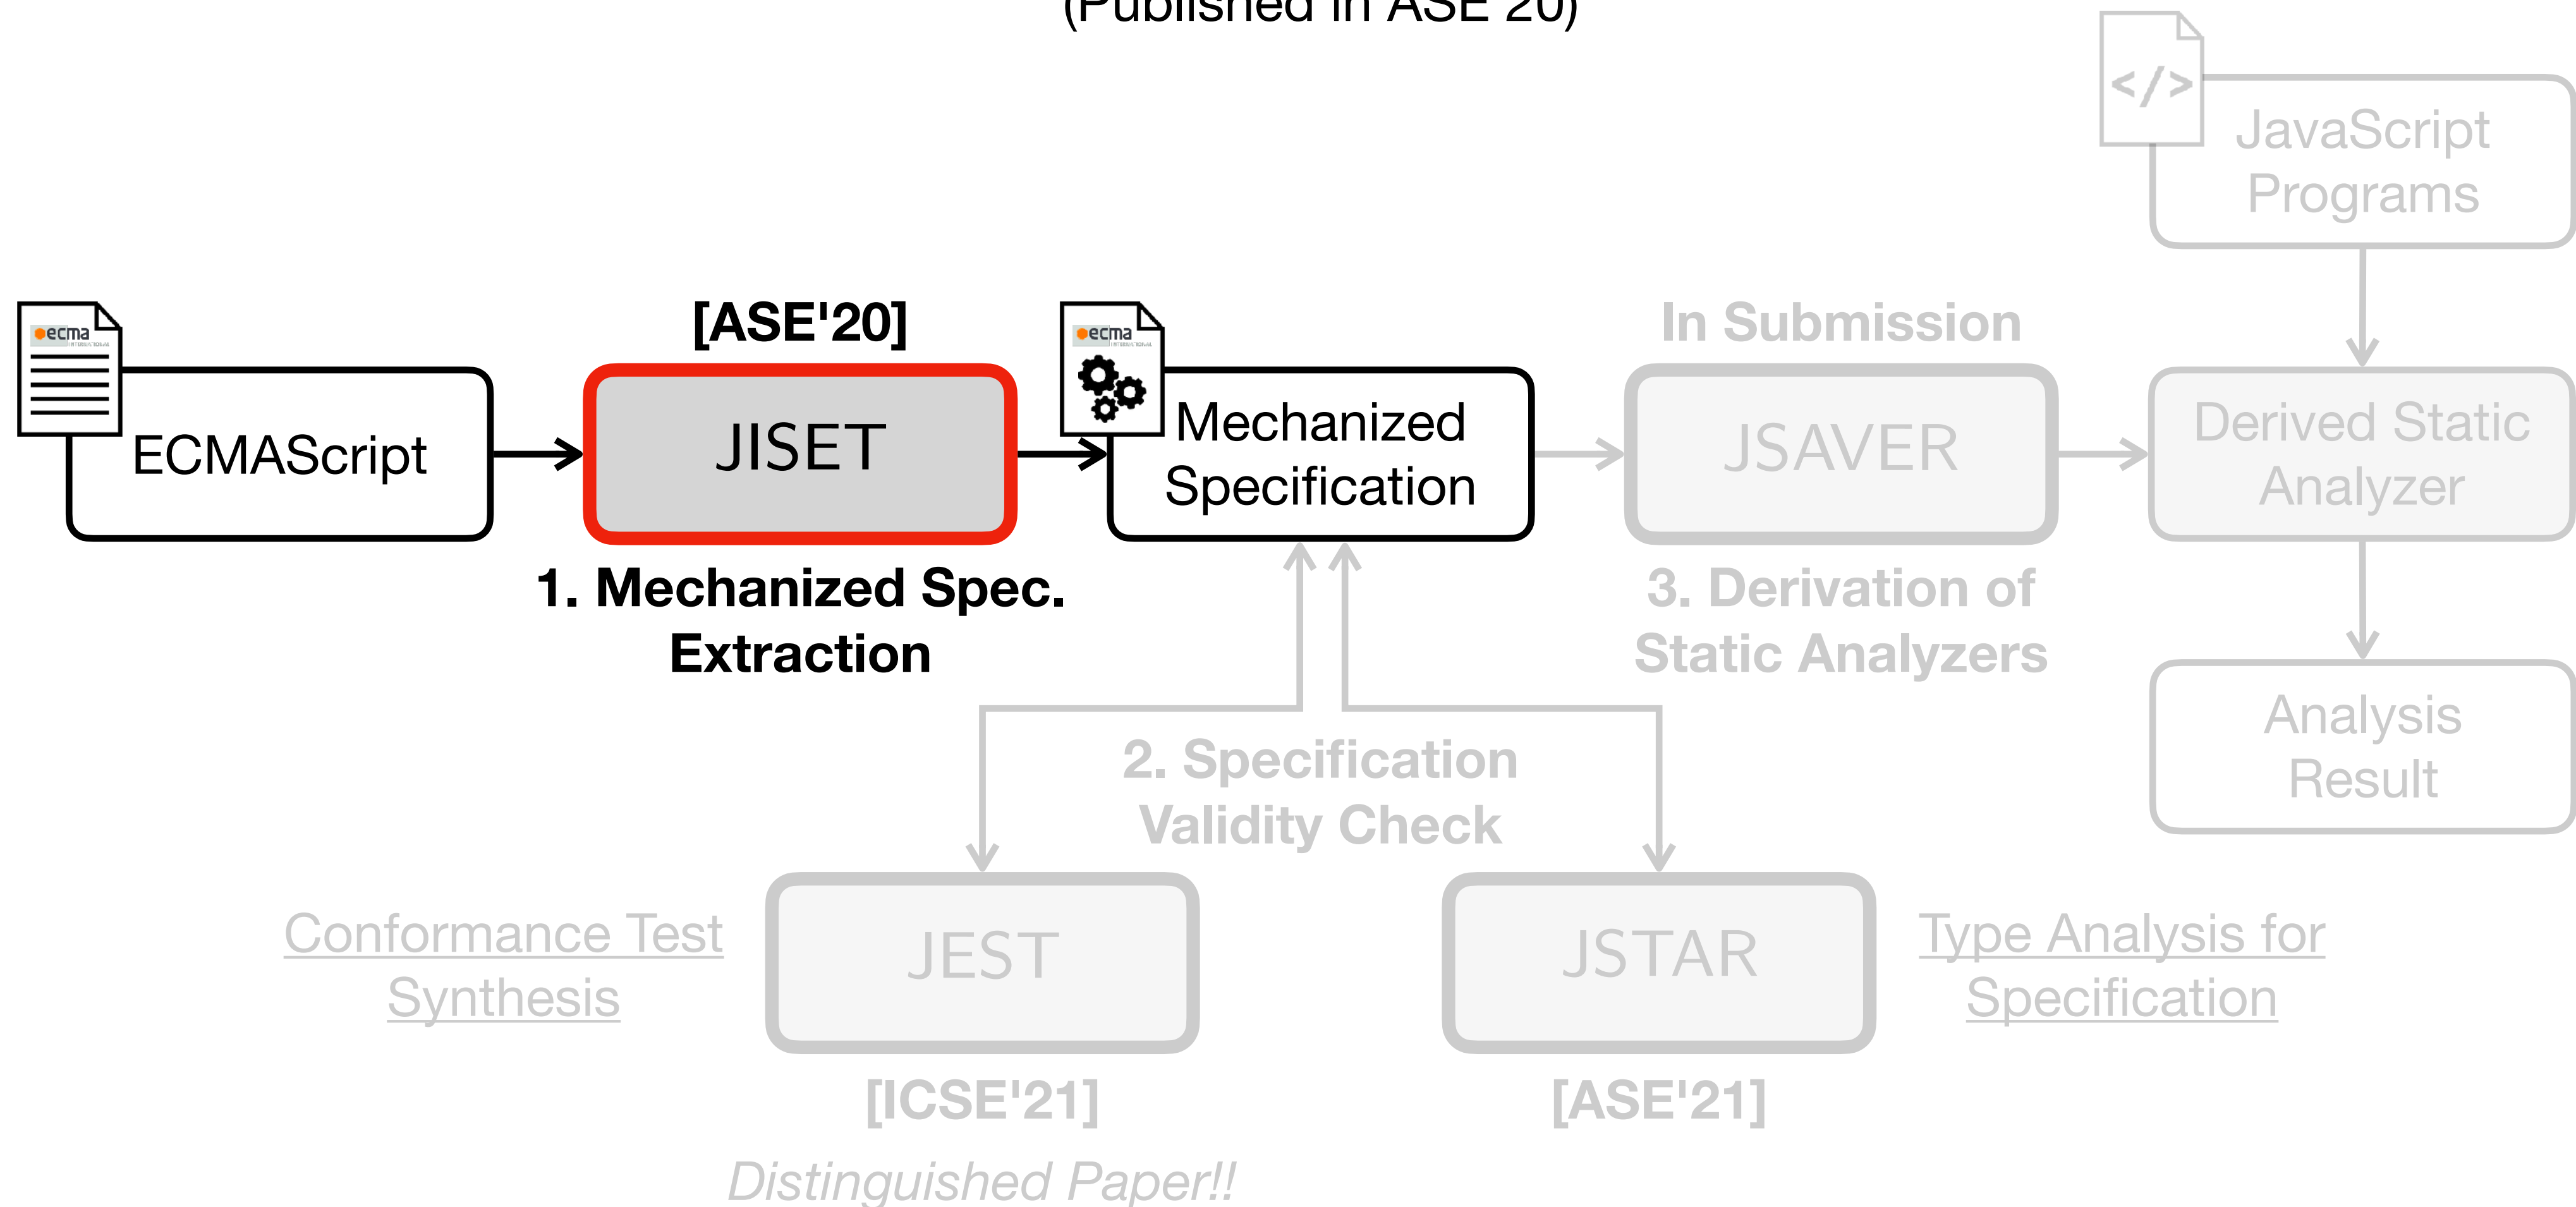 (Published in ASE'20)
</>
JavaScript
Programs
[ASE'20]
In Submission
ecma
ECMAScript
JISET
ecma
Mechanized
Specification
JSAVER
Derived Static
Analyzer
1. Mechanized Spec.
Extraction
3. Derivation of
Static Analyzers
2. Specification
Validity Check
Analysis
Result
Conformance Test
Synthesis
JEST
JSTAR
Type Analysis for
Specification
[ICSE'21]
[ASE'21]
Distinguished Paper!!